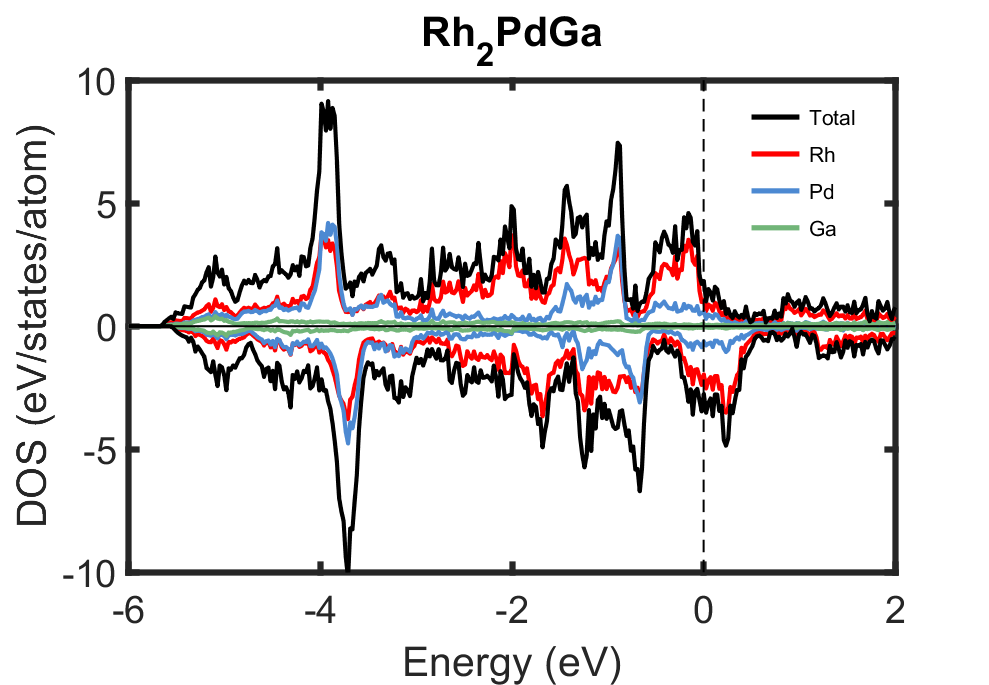 Rh₂PdGa
10
5
0
-5
-10
DOS (eV/states/atom)
Total
Rh
Pd
Ga
-6 -4 -2 0 2
Energy (eV)